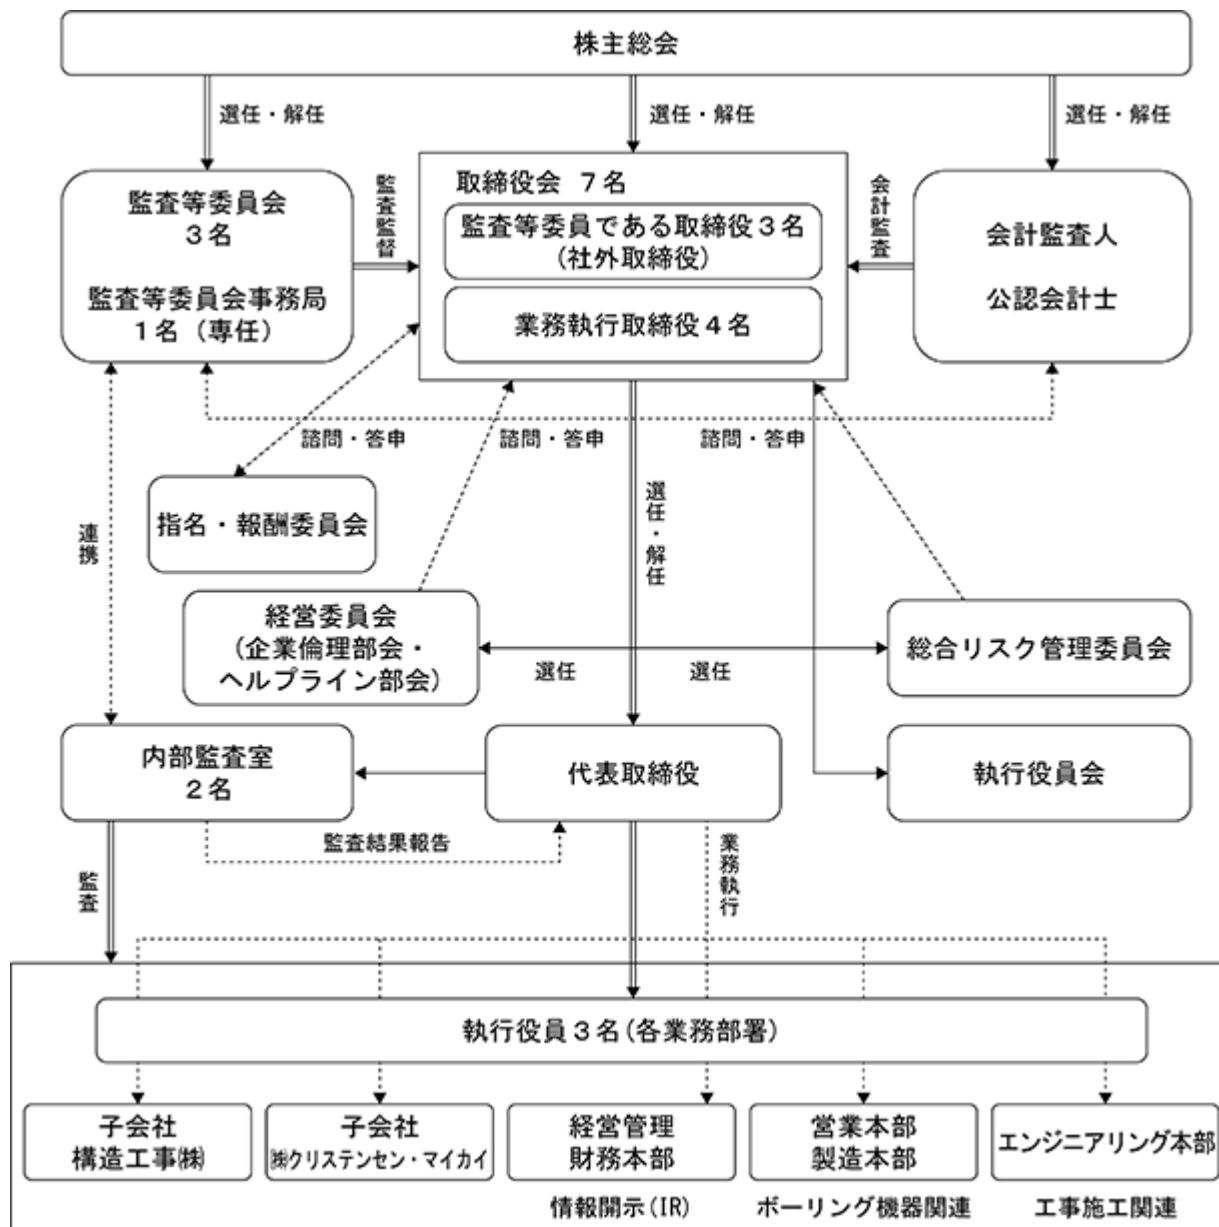 株主総会
選任・解任
選任・解任
選任・解任
監査等委員会
３名
監査等委員会事務局
１名（専任）
監査監督
取締役会 ７名
監査等委員である取締役３名
（社外取締役）
業務執行取締役４名
会計監査
会計監査人
公認会計士
諮問・答申
諮問・答申
諮問・答申
連携
指名・報酬委員会
選任・解任
経営委員会
（企業倫理部会・
ヘルプライン部会）
選任
選任
総合リスク管理委員会
内部監査室
２名
代表取締役
執行役員会
監査結果報告
業務執行
監査
執行役員３名（各業務部署）
子会社
構造工事㈱
子会社
㈱クリステンセン・マイカイ
経営管理
財務本部
営業本部
製造本部
エンジニアリング本部
情報開示（IR）
ボーリング機器関連
工事施工関連